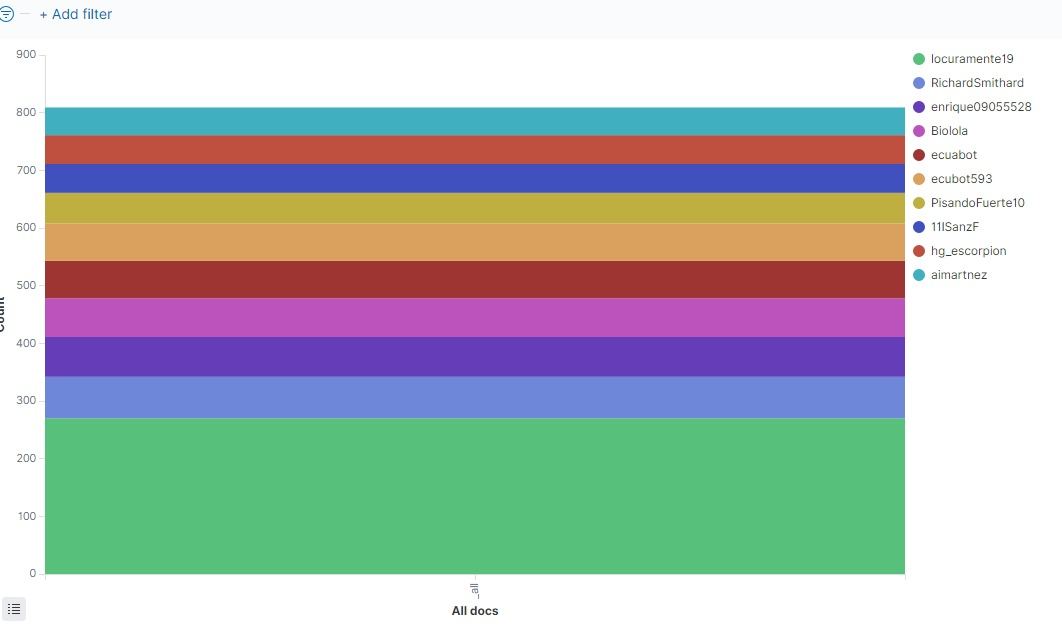 + Add filter
900
800
700
600
500
400
300
200
100
0
Count
_all
All docs
locuramente19
RichardSmithard
enrique09055528
Biolola
ecuabot
ecubot593
PisandoFuerte10
11ISanzF
hg_escorpion
aimartnez